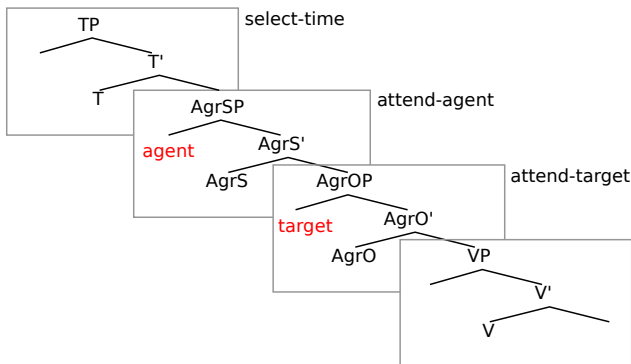 TP
select-time
T'
T
AgrSP
attend-agent
agent
AgrS'
AgrS
AgrOP
attend-target
target
AgrO'
AgrO
VP
V'
V